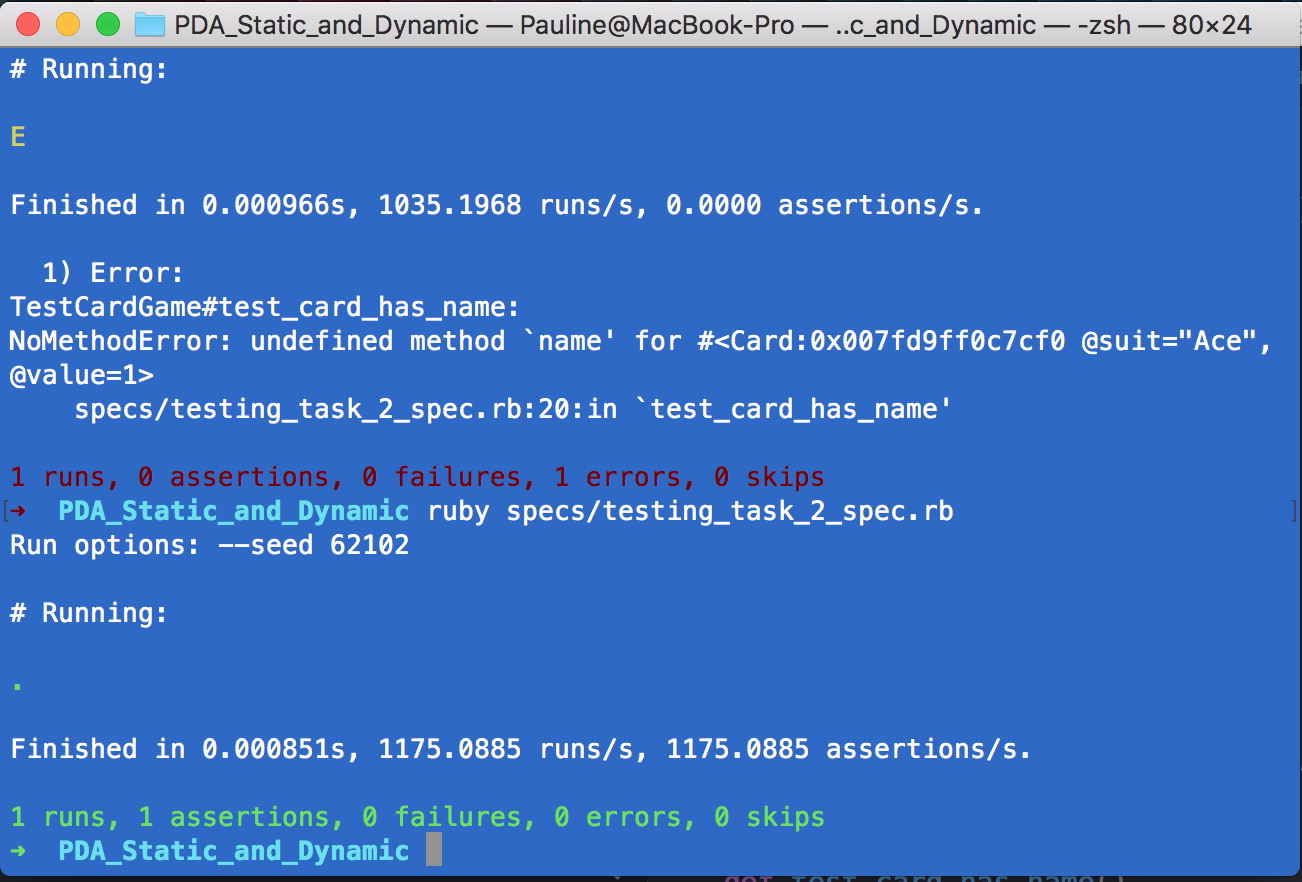 PDA_Static_and_Dynamic — Pauline@MacBook-Pro — ..c_and_Dynamic — -zsh — 80×24
# Running:
E
Finished in 0.000966s, 1035.1968 runs/s, 0.0000 assertions/s.
1) Error:
TestCardGame#test_card_has_name:
NoMethodError: undefined method `name' for #<Card:0x007fd9ff0c7cf0 @suit="Ace",
@value=1>
specs/testing_task_2_spec.rb:20:in `test_card_has_name'
1 runs, 0 assertions, 0 failures, 1 errors, 0 skips
[➜ PDA_Static_and_Dynamic ruby specs/testing_task_2_spec.rb ]
Run options: --seed 62102
# Running:
.
Finished in 0.000851s, 1175.0885 runs/s, 1175.0885 assertions/s.
1 runs, 1 assertions, 0 failures, 0 errors, 0 skips
➜ PDA_Static_and_Dynamic
def test_card_has_name()